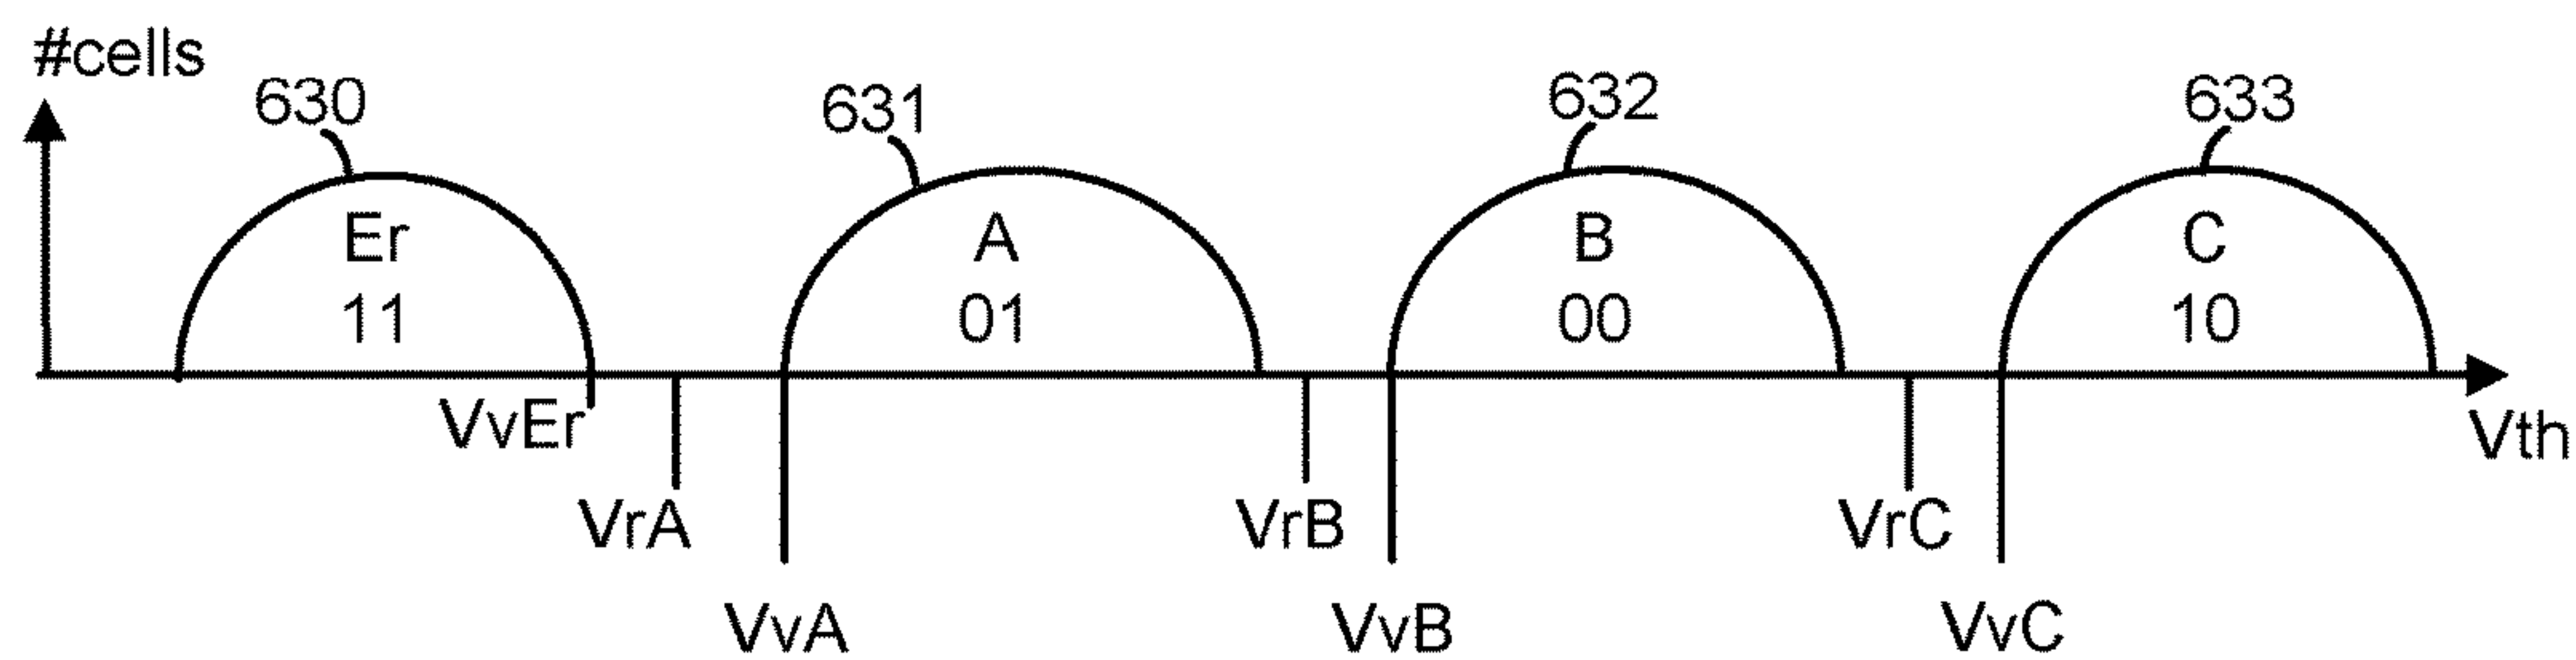 #cells
630
631
632
633
Er
A
B
C
11
01
00
10
VvEr
Vth
VrA
VrB
VrC
VvA
VvB
VvC